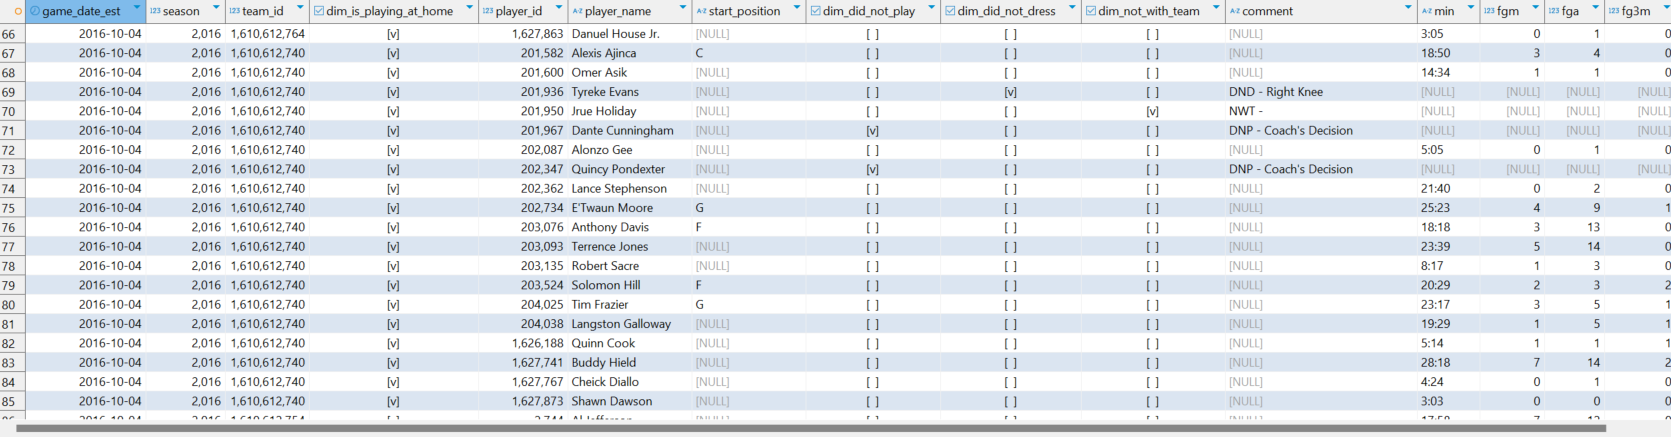 game_date_est 123 season 123 team_id dim_is_playing_at_home 123 player_id A-Z player_name A-Z start_position dim_did_not_play dim_did_not_dress dim_not_with_team A-Z comment A-Z min 123 fgm 123 fga 123 fg3m
66 2016-10-04 2,016 1,610,612,764 [v] 1,627,863 Danuel House Jr. [NULL] [ ] [ ] [ ] [NULL] 3:05 0 1 0
67 2016-10-04 2,016 1,610,612,740 [v] 201,582 Alexis Ajinca C [ ] [ ] [ ] [NULL] 18:50 3 4 0
68 2016-10-04 2,016 1,610,612,740 [v] 201,600 Omer Asik [NULL] [ ] [ ] [ ] [NULL] 14:34 1 1 0
69 2016-10-04 2,016 1,610,612,740 [v] 201,936 Tyreke Evans [NULL] [ ] [v] [ ] DND - Right Knee [NULL] [NULL] [NULL] [NULL]
70 2016-10-04 2,016 1,610,612,740 [v] 201,950 Jrue Holiday [NULL] [ ] [ ] [v] NWT - [NULL] [NULL] [NULL] [NULL]
71 2016-10-04 2,016 1,610,612,740 [v] 201,967 Dante Cunningham [NULL] [v] [ ] [ ] DNP - Coach's Decision [NULL] [NULL] [NULL] [NULL]
72 2016-10-04 2,016 1,610,612,740 [v] 202,087 Alonzo Gee [NULL] [ ] [ ] [ ] [NULL] 5:05 0 1 0
73 2016-10-04 2,016 1,610,612,740 [v] 202,347 Quincy Pondexter [NULL] [v] [ ] [ ] DNP - Coach's Decision [NULL] [NULL] [NULL] [NULL]
74 2016-10-04 2,016 1,610,612,740 [v] 202,362 Lance Stephenson [NULL] [ ] [ ] [ ] [NULL] 21:40 0 2 0
75 2016-10-04 2,016 1,610,612,740 [v] 202,734 E'Twaun Moore G [ ] [ ] [ ] [NULL] 25:23 4 9 1
76 2016-10-04 2,016 1,610,612,740 [v] 203,076 Anthony Davis F [ ] [ ] [ ] [NULL] 18:18 3 13 0
77 2016-10-04 2,016 1,610,612,740 [v] 203,093 Terrence Jones [NULL] [ ] [ ] [ ] [NULL] 23:39 5 14 0
78 2016-10-04 2,016 1,610,612,740 [v] 203,135 Robert Sacre [NULL] [ ] [ ] [ ] [NULL] 8:17 1 3 0
79 2016-10-04 2,016 1,610,612,740 [v] 203,524 Solomon Hill F [ ] [ ] [ ] [NULL] 20:29 2 3 2
80 2016-10-04 2,016 1,610,612,740 [v] 204,025 Tim Frazier G [ ] [ ] [ ] [NULL] 23:17 3 5 1
81 2016-10-04 2,016 1,610,612,740 [v] 204,038 Langston Galloway [NULL] [ ] [ ] [ ] [NULL] 19:29 1 5 1
82 2016-10-04 2,016 1,610,612,740 [v] 1,626,188 Quinn Cook [NULL] [ ] [ ] [ ] [NULL] 5:14 1 1 1
83 2016-10-04 2,016 1,610,612,740 [v] 1,627,741 Buddy Hield [NULL] [ ] [ ] [ ] [NULL] 28:18 7 14 2
84 2016-10-04 2,016 1,610,612,740 [v] 1,627,767 Cheick Diallo [NULL] [ ] [ ] [ ] [NULL] 4:24 0 1 0
85 2016-10-04 2,016 1,610,612,740 [v] 1,627,873 Shawn Dawson [NULL] [ ] [ ] [ ] [NULL] 3:03 0 0 0